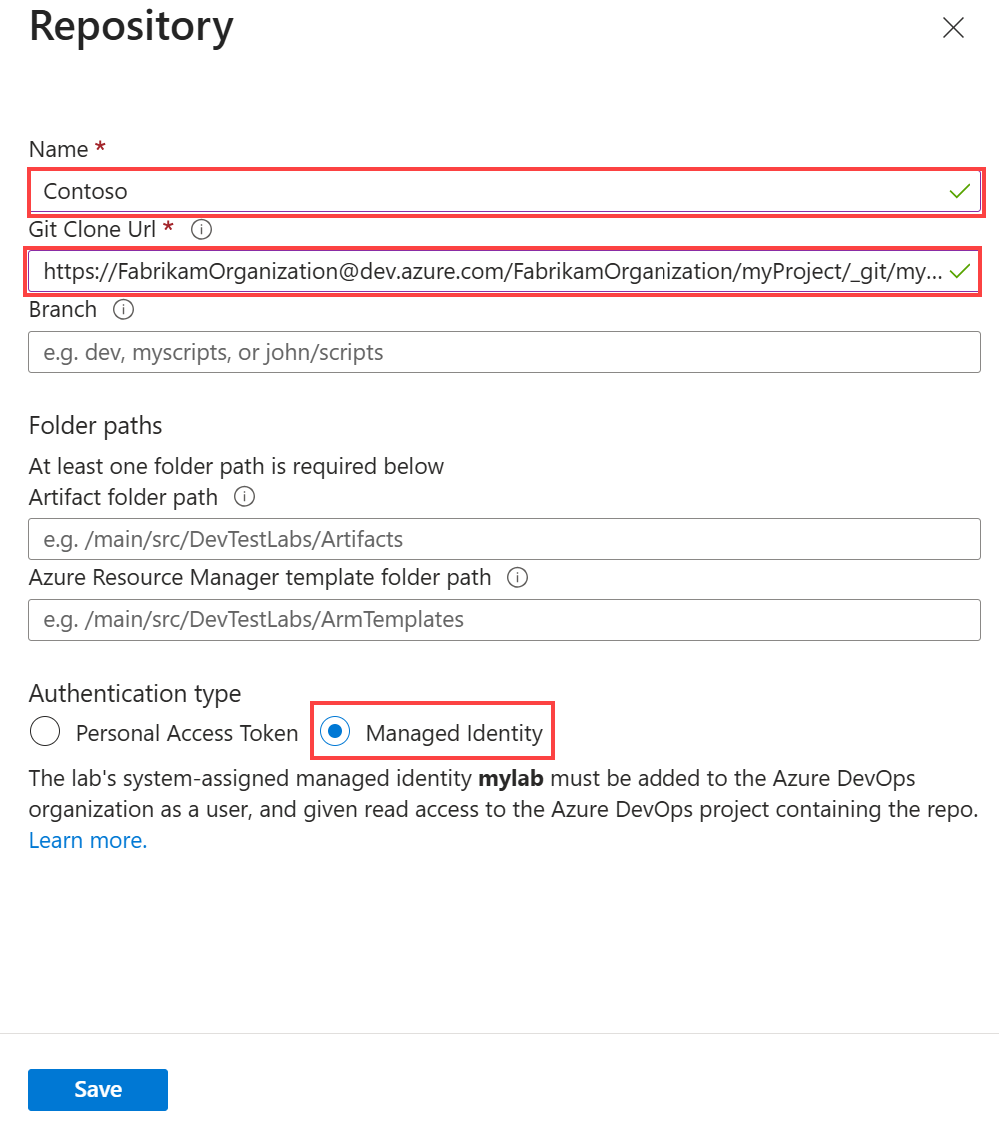 Repository
Name *
Contoso
Git Clone Url *
https://FabrikamOrganization@dev.azure.com/FabrikamOrganization/myProject/_git/my...
Branch
e.g. dev, myscripts, or john/scripts
Folder paths
At least one folder path is required below
Artifact folder path
e.g. /main/src/DevTestLabs/Artifacts
Azure Resource Manager template folder path
e.g. /main/src/DevTestLabs/ArmTemplates
Authentication type
Personal Access Token Managed Identity
The lab's system-assigned managed identity mylab must be added to the Azure DevOps
organization as a user, and given read access to the Azure DevOps project containing the repo.
Learn more.
Save